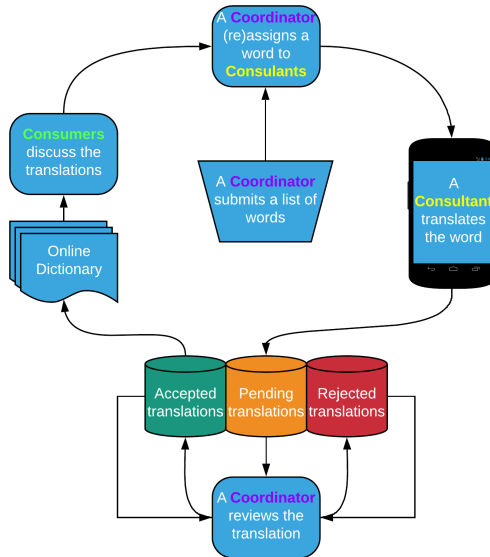 A Coordinator
(re)assigns a
word to
Consulants
Consumers
discuss the
translations
A Coordinator
submits a list of
words
A
Consultant
translates
the word
Online
Dictionary
Accepted
translations
Pending
translations
Rejected
translations
A Coordinator
reviews the
translation